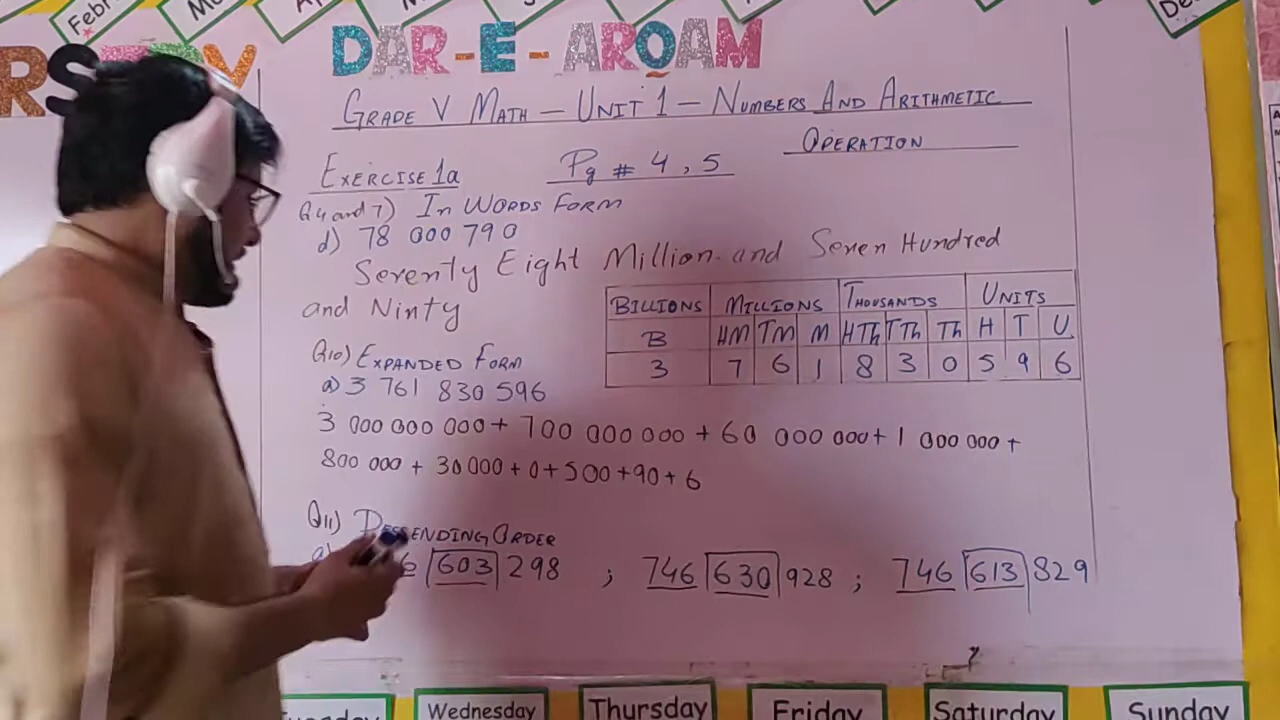 Febr
DAR-E-ARQAM
GRADE V MATH — UNIT 1 — NUMBERS AND ARITHMETIC
OPERATION
EXERCISE 1a Pg # 4, 5
Q4 and 7) IN WORDS FORM
d) 78 000 790
Seventy Eight Million and Seven Hundred
and Ninty
BILLIONS MILLIONS THOUSANDS UNITS
B HM TM M HTh TTh Th H T U
3 7 6 1 8 3 0 5 9 6
Q10) EXPANDED FORM
a) 3 761 830 596
3 000 000 000 + 700 000 000 + 60 000 000 + 1 000 000 +
800 000 + 30 000 + 0 + 500 + 90 + 6
Q11) DESENDING ORDER
a) 6 603 298 ; 746 630 928 ; 746 613 829
Tuesday Wednesday Thursday Friday Saturday Sunday